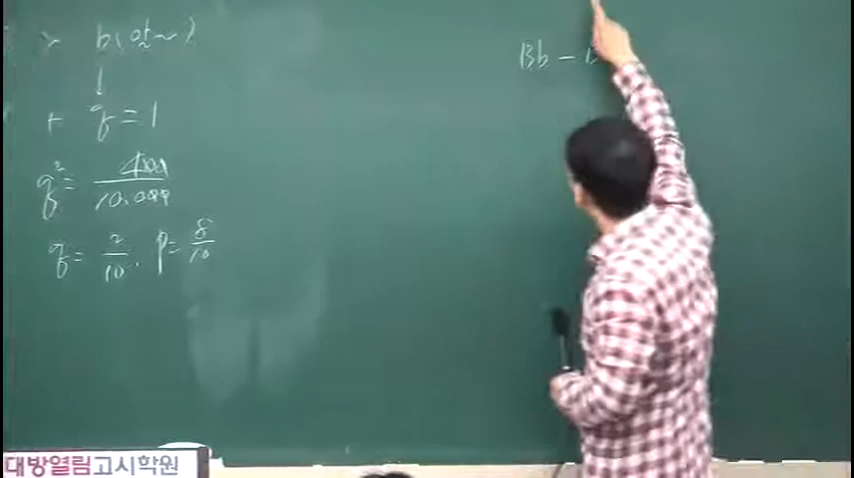 > b(앞~)
+ q = 1
q² = 400 / 10.000
q = 2/10. p = 8/10
Bb -
대방열림고시학원